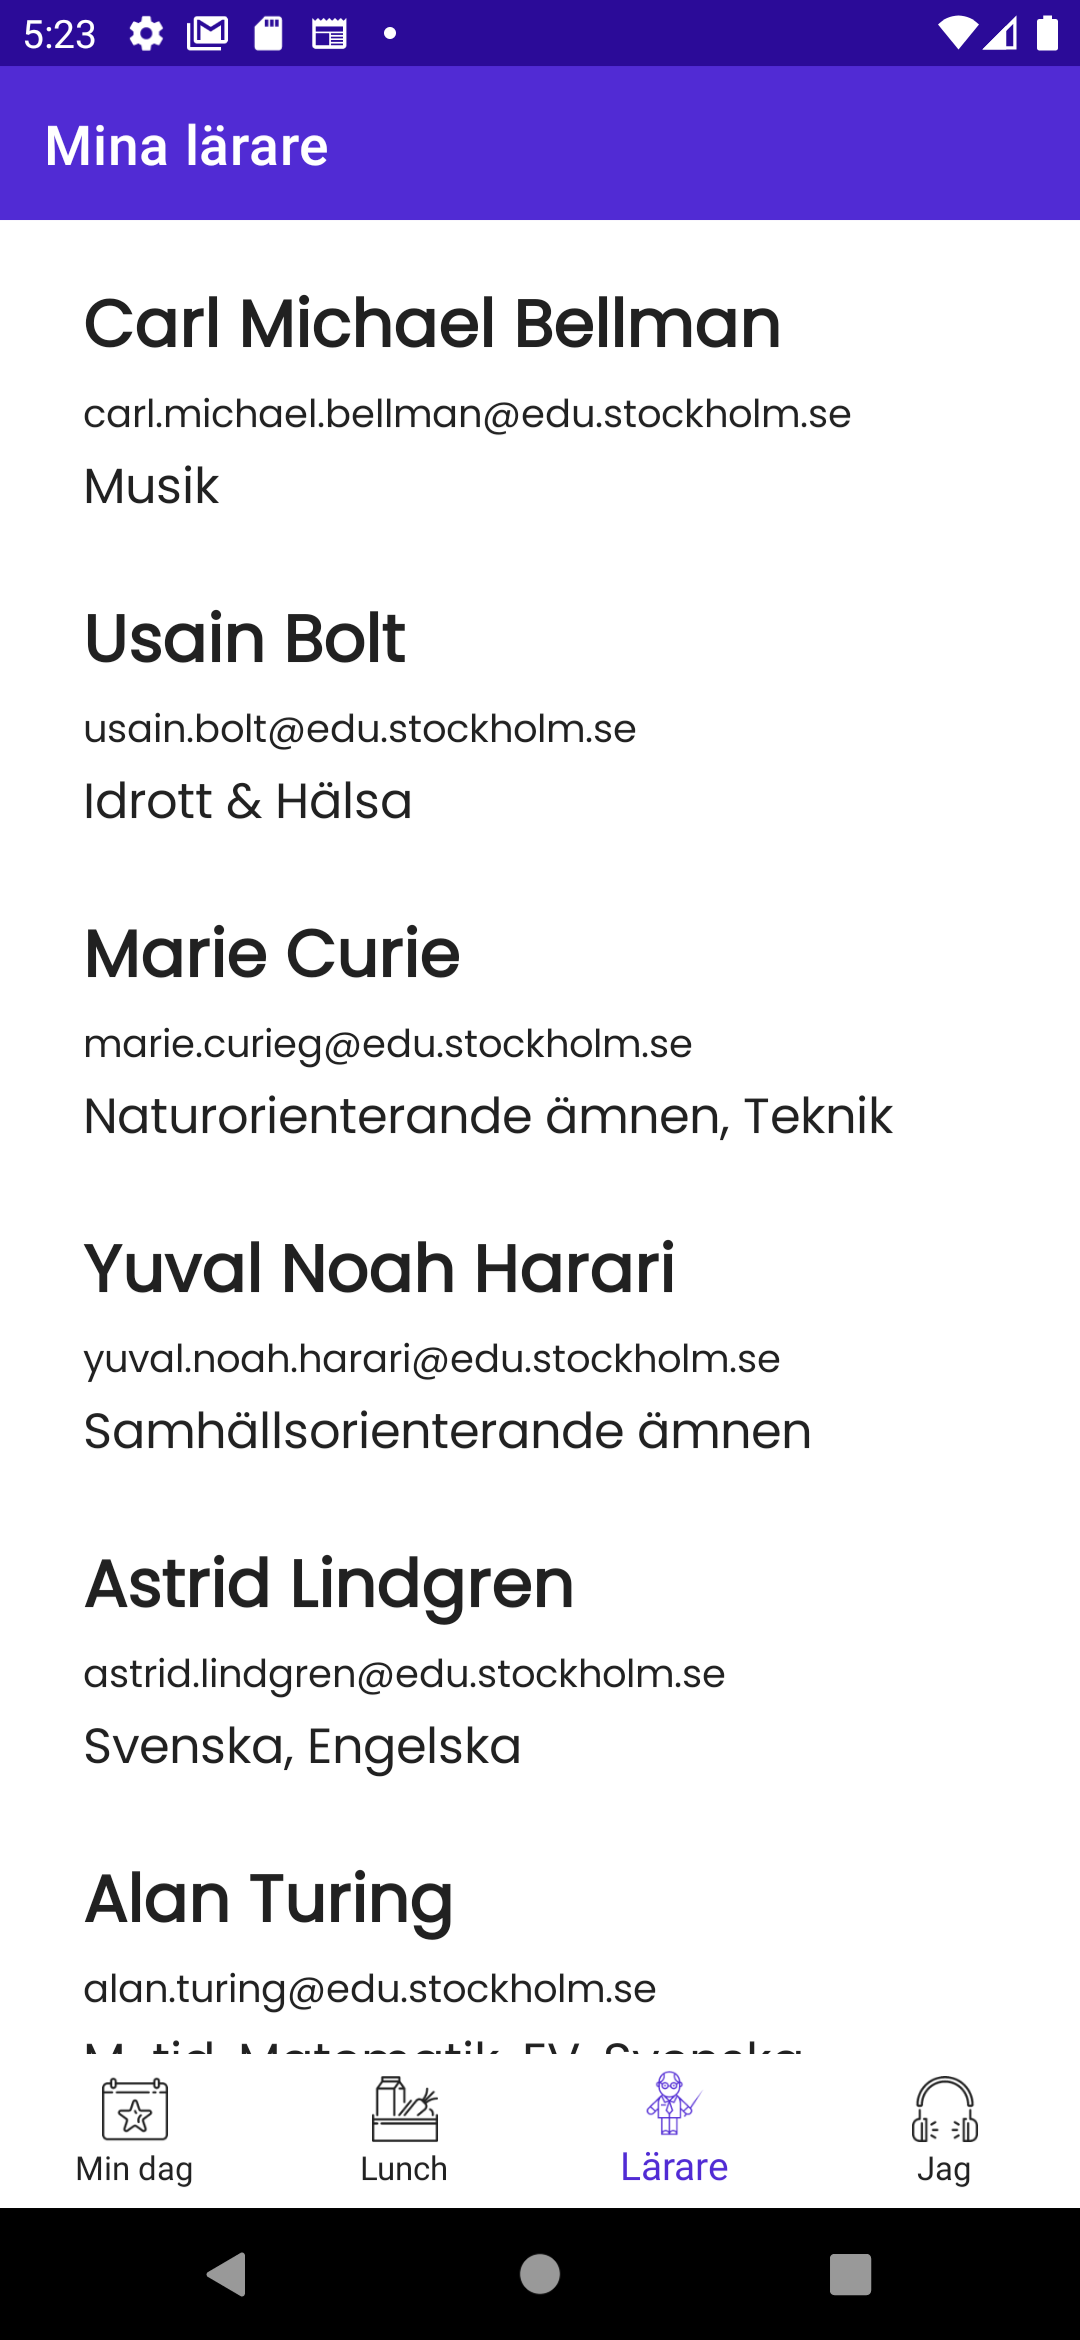 5:23
Mina lärare
Carl Michael Bellman
carl.michael.bellman@edu.stockholm.se
Musik
Usain Bolt
usain.bolt@edu.stockholm.se
Idrott & Hälsa
Marie Curie
marie.curieg@edu.stockholm.se
Naturorienterande ämnen, Teknik
Yuval Noah Harari
yuval.noah.harari@edu.stockholm.se
Samhällsorienterande ämnen
Astrid Lindgren
astrid.lindgren@edu.stockholm.se
Svenska, Engelska
Alan Turing
alan.turing@edu.stockholm.se
Matematik, Svenska
Min dag
Lunch
Lärare
Jag